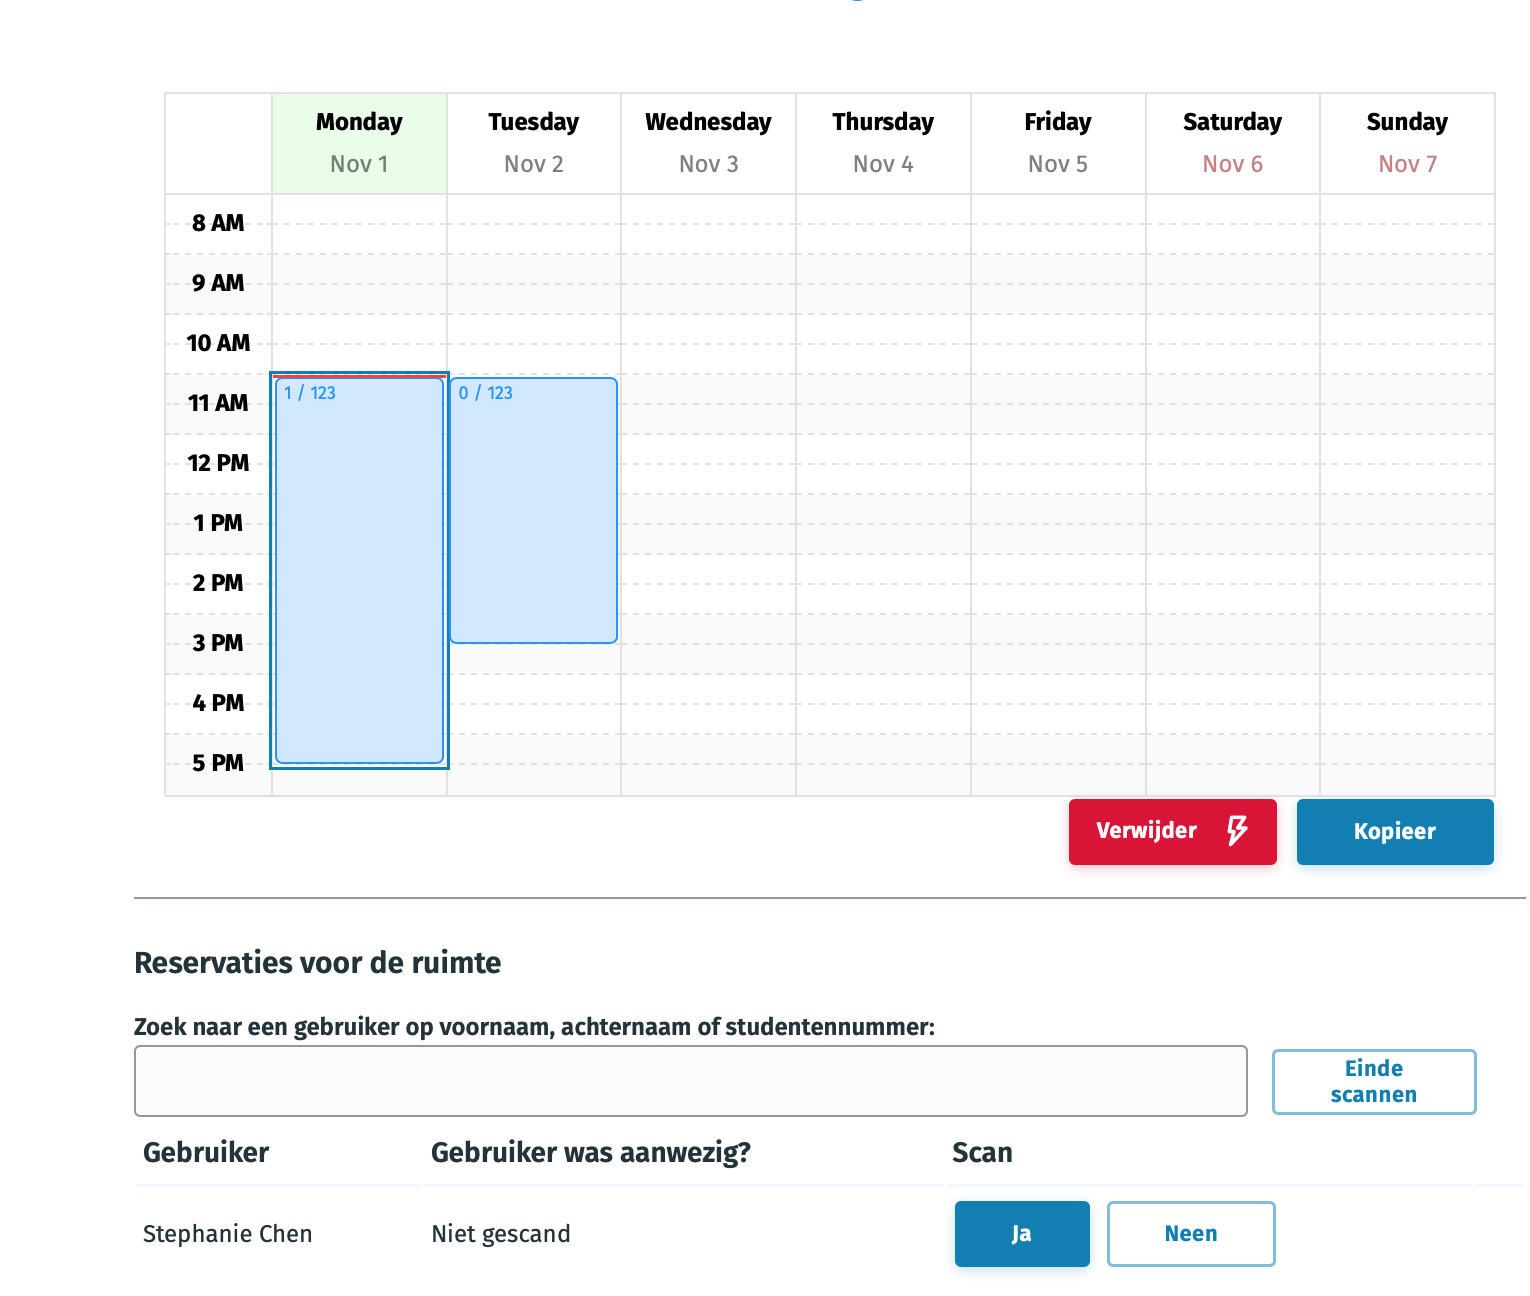 Monday Tuesday Wednesday Thursday Friday Saturday Sunday
Nov 1 Nov 2 Nov 3 Nov 4 Nov 5 Nov 6 Nov 7
8 AM
9 AM
10 AM
1 / 123 0 / 123
11 AM
12 PM
1 PM
2 PM
3 PM
4 PM
5 PM
Verwijder Kopieer
Reservaties voor de ruimte
Zoek naar een gebruiker op voornaam, achternaam of studentennummer:
Einde
scannen
Gebruiker Gebruiker was aanwezig? Scan
Stephanie Chen Niet gescand Ja Neen